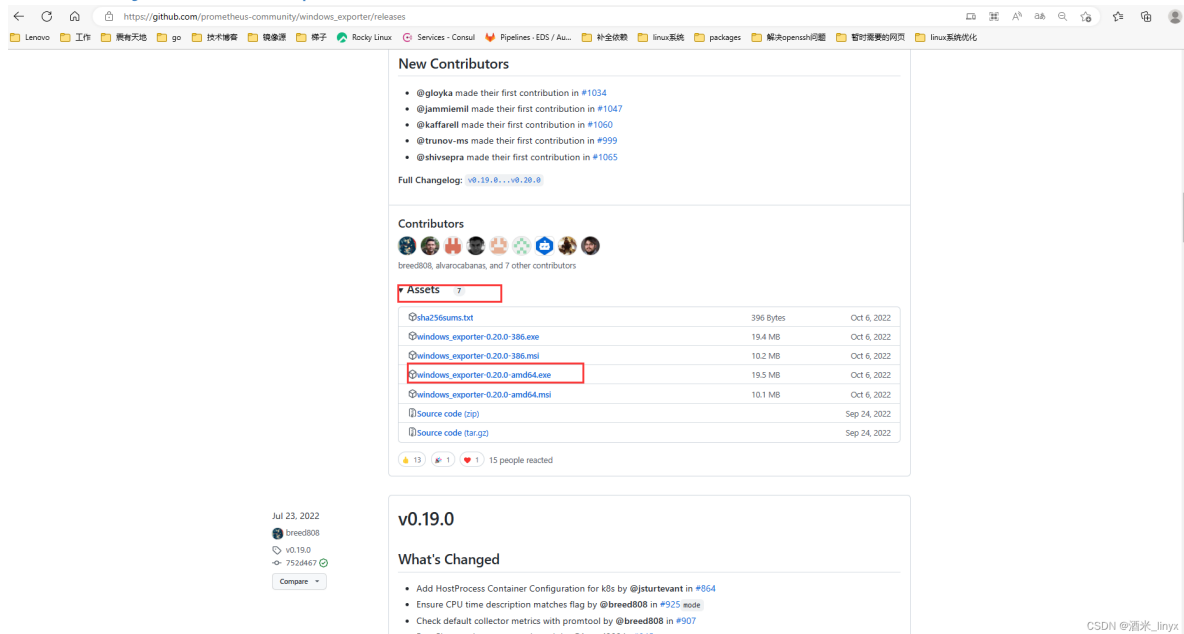 https://github.com/prometheus-community/windows_exporter/releases
Lenovo 工作 震有天地 go 技术博客 镜像源 梯子 Rocky Linux Services - Consul Pipelines · EDS / Au... 补全依赖 linux系统 packages 解决openssh问题 暂时需要的网页 linux系统优化
New Contributors
@gloyka made their first contribution in #1034
@jammiemil made their first contribution in #1047
@kaffarell made their first contribution in #1060
@trunov-ms made their first contribution in #999
@shivsepra made their first contribution in #1065
Full Changelog: v0.19.0...v0.20.0
Contributors
breed808, alvarocabanas, and 7 other contributors
Assets 7
sha256sums.txt 396 Bytes Oct 6, 2022
windows_exporter-0.20.0-386.exe 19.4 MB Oct 6, 2022
windows_exporter-0.20.0-386.msi 10.2 MB Oct 6, 2022
windows_exporter-0.20.0-amd64.exe 19.5 MB Oct 6, 2022
windows_exporter-0.20.0-amd64.msi 10.1 MB Oct 6, 2022
Source code (zip) Sep 24, 2022
Source code (tar.gz) Sep 24, 2022
13 1 1 15 people reacted
Jul 23, 2022
breed808
v0.19.0
752d467
Compare
v0.19.0
What's Changed
Add HostProcess Container Configuration for k8s by @jsturtevant in #864
Ensure CPU time description matches flag by @breed808 in #925 mode
Check default collector metrics with promtool by @breed808 in #907
CSDN @酒米_linyx